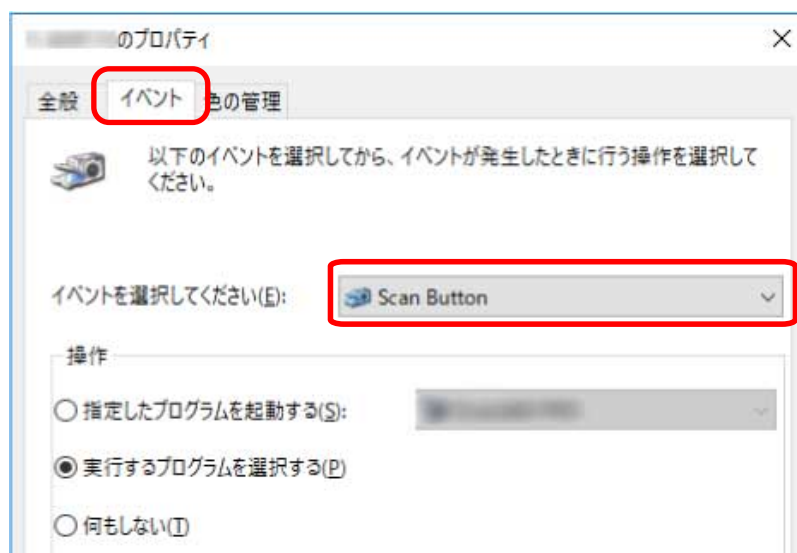 のプロパティ
全般 イベント 色の管理
以下のイベントを選択してから、イベントが発生したときに行う操作を選択して
ください。
イベントを選択してください(E): Scan Button
操作
指定したプログラムを起動する(S):
実行するプログラムを選択する(P)
何もしない(T)